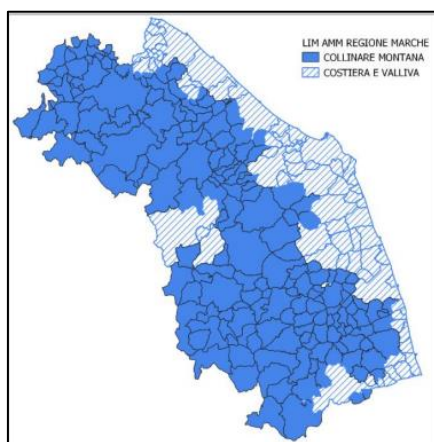 LIM AMM REGIONE MARCHE
COLLINARE MONTANA
COSTIERA E VALLIVA